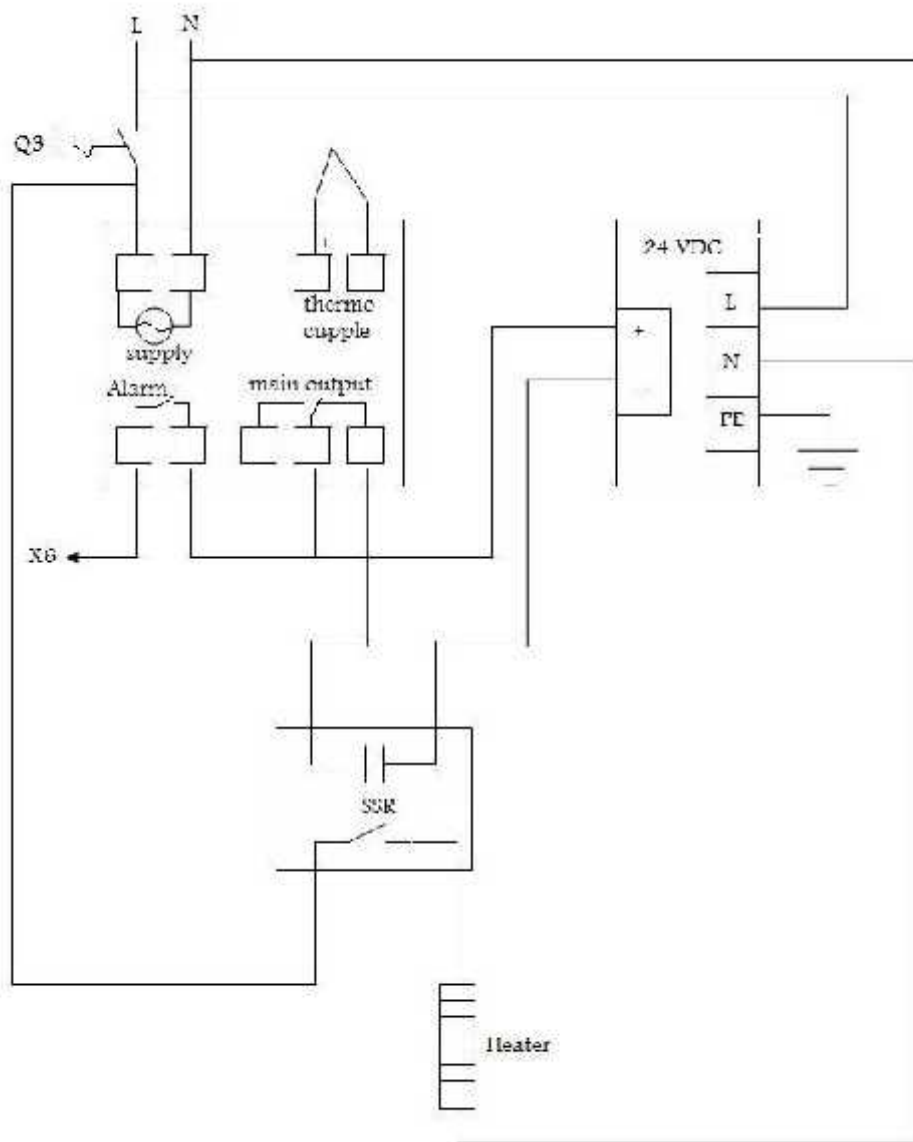 L N
Q3
24 VDC
L
thermo
cupple
+
N
supply
Alarm
main output
PE
X6
SSR
Heater